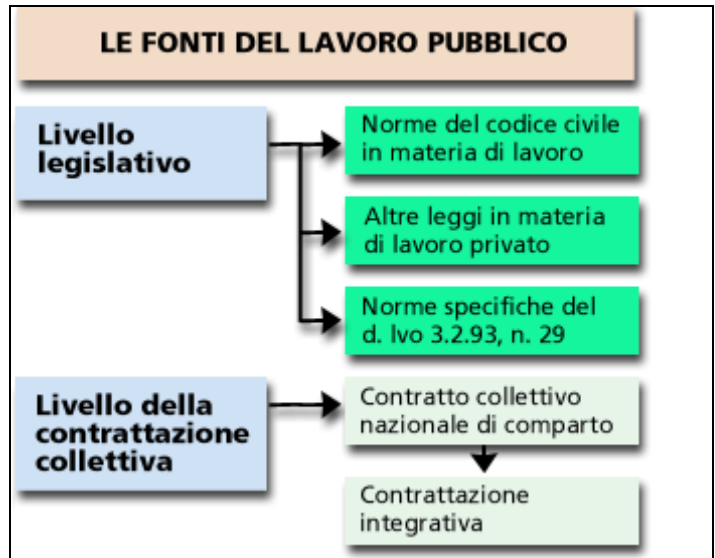 LE FONTI DEL LAVORO PUBBLICO
Livello
legislativo
Norme del codice civile
in materia di lavoro
Altre leggi in materia
di lavoro privato
Norme specifiche del
d. lvo 3.2.93, n. 29
Livello della
contrattazione
collettiva
Contratto collettivo
nazionale di comparto
Contrattazione
integrativa